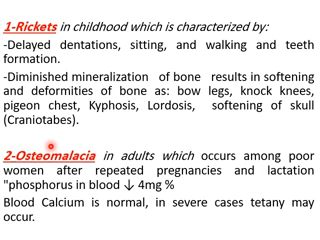 1-Rickets in childhood which is characterized by:
-Delayed dentations, sitting, and walking and teeth
formation.
-Diminished mineralization of bone results in softening
and deformities of bone as: bow legs, knock knees,
pigeon chest, Kyphosis, Lordosis, softening of skull
(Craniotabes).
2-Osteomalacia in adults which occurs among poor
women after repeated pregnancies and lactation
"phosphorus in blood ↓ 4mg %
Blood Calcium is normal, in severe cases tetany may
occur.